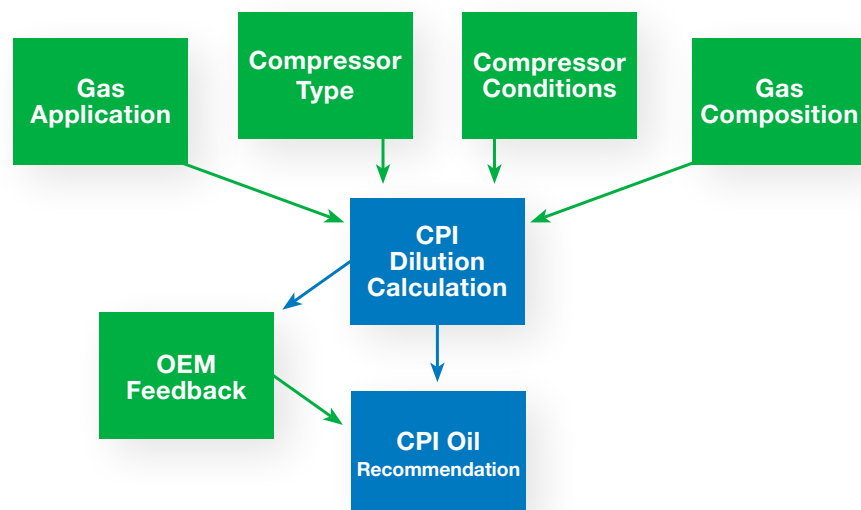 Gas
Application
Compressor
Type
Compressor
Conditions
Gas
Composition
CPI
Dilution
Calculation
OEM
Feedback
CPI Oil
Recommendation